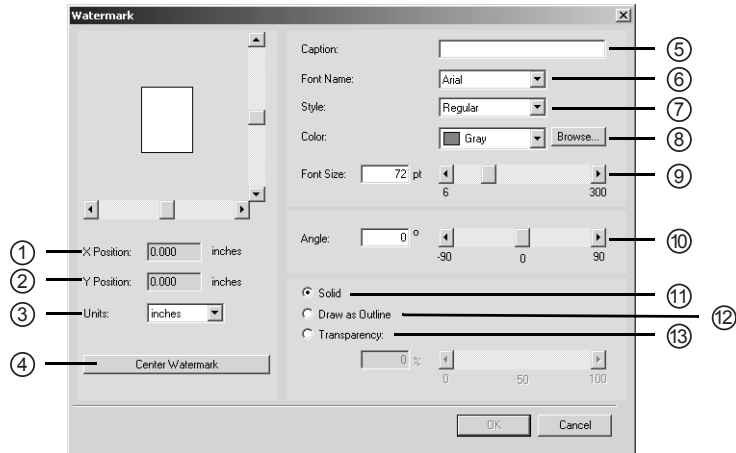 Watermark
Caption:
⑤
Font Name: Arial
⑥
Style: Regular
⑦
Color: Gray Browse...
⑧
Font Size: 72 pt
⑨
6 300
① X Position: 0.000 inches
② Y Position: 0.000 inches
③ Units: inches
④ Center Watermark
Angle: 0 °
⑩
-90 0 90
Solid
⑪
Draw as Outline
⑫
Transparency:
⑬
0 %
0 50 100
OK Cancel